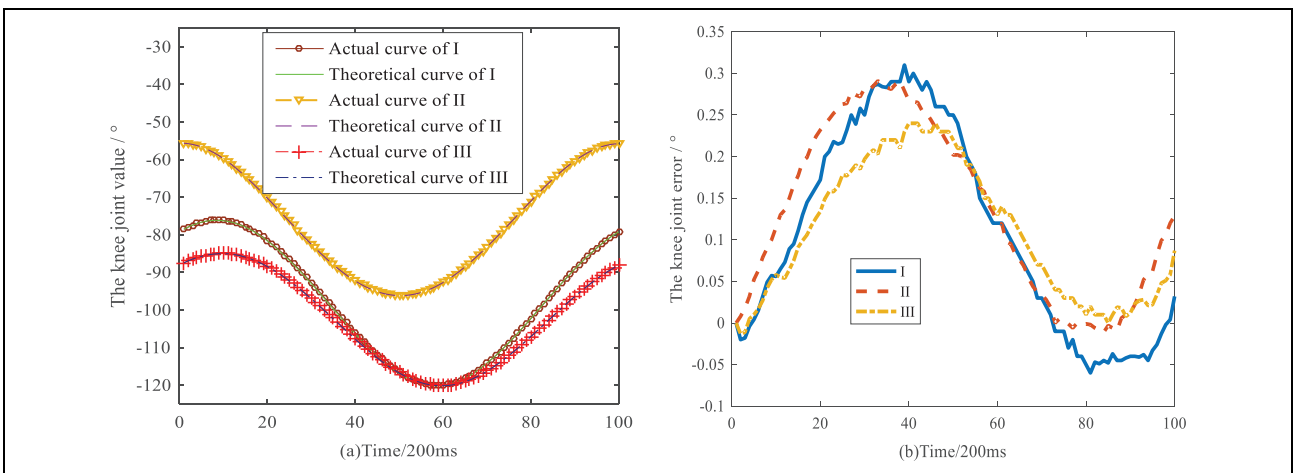 The knee joint value / °
-30
-40
-50
-60
-70
-80
-90
-100
-110
-120
0
20
40
60
80
100
(a)Time/200ms
Actual curve of I
Theoretical curve of I
Actual curve of II
Theoretical curve of II
Actual curve of III
Theoretical curve of III
The knee joint error / °
0.35
0.3
0.25
0.2
0.15
0.1
0.05
0
-0.05
-0.1
0
20
40
60
80
100
(b)Time/200ms
I
II
III